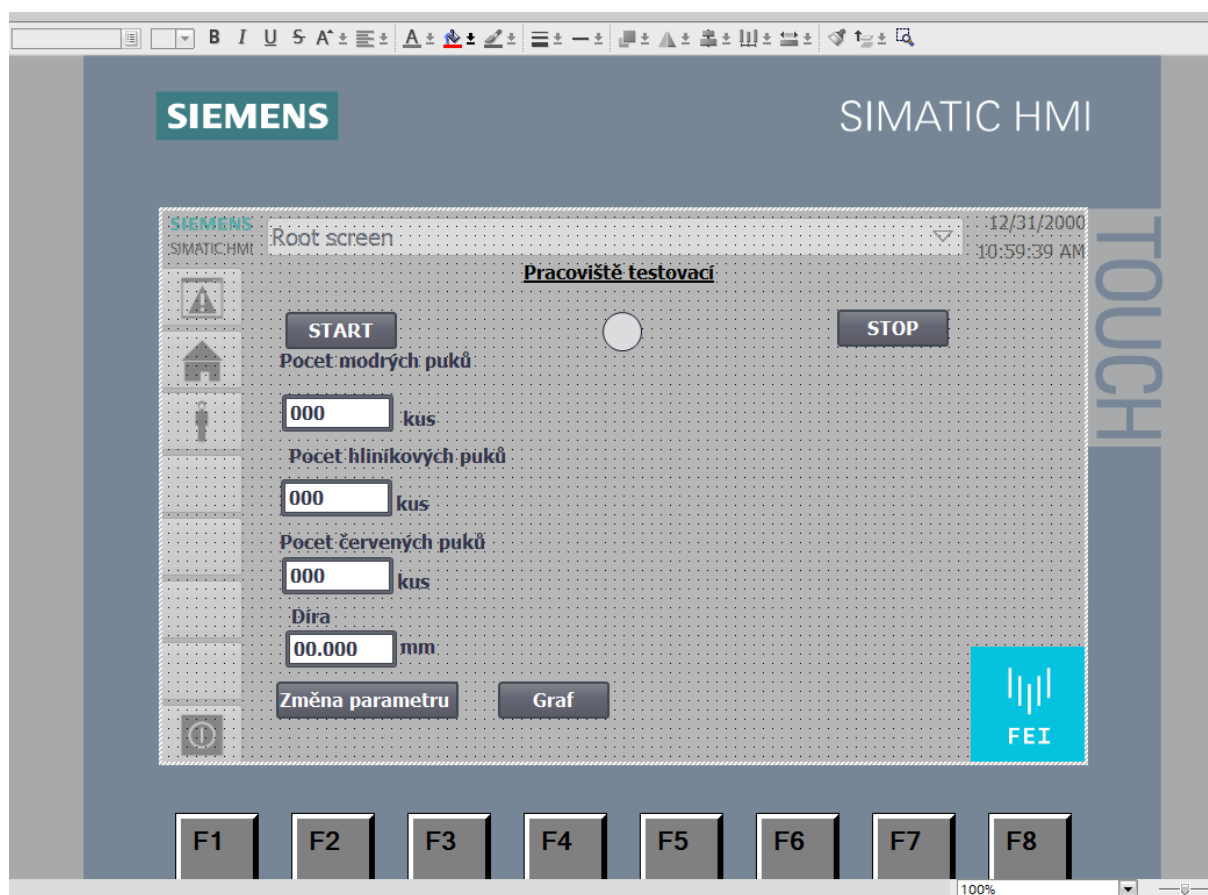 B I U S A
A
SIEMENS
SIMATIC HMI
TOUCH
SIEMENS
SIMATIC HMI
Root screen
12/31/2000
10:59:39 AM
Pracoviště testovací
START
STOP
Pocet modrých puků
000 kus
Pocet hliníkových puků
000 kus
Pocet červených puků
000 kus
Díra
00.000 mm
Změna parametru
Graf
FEI
F1 F2 F3 F4 F5 F6 F7 F8
100%